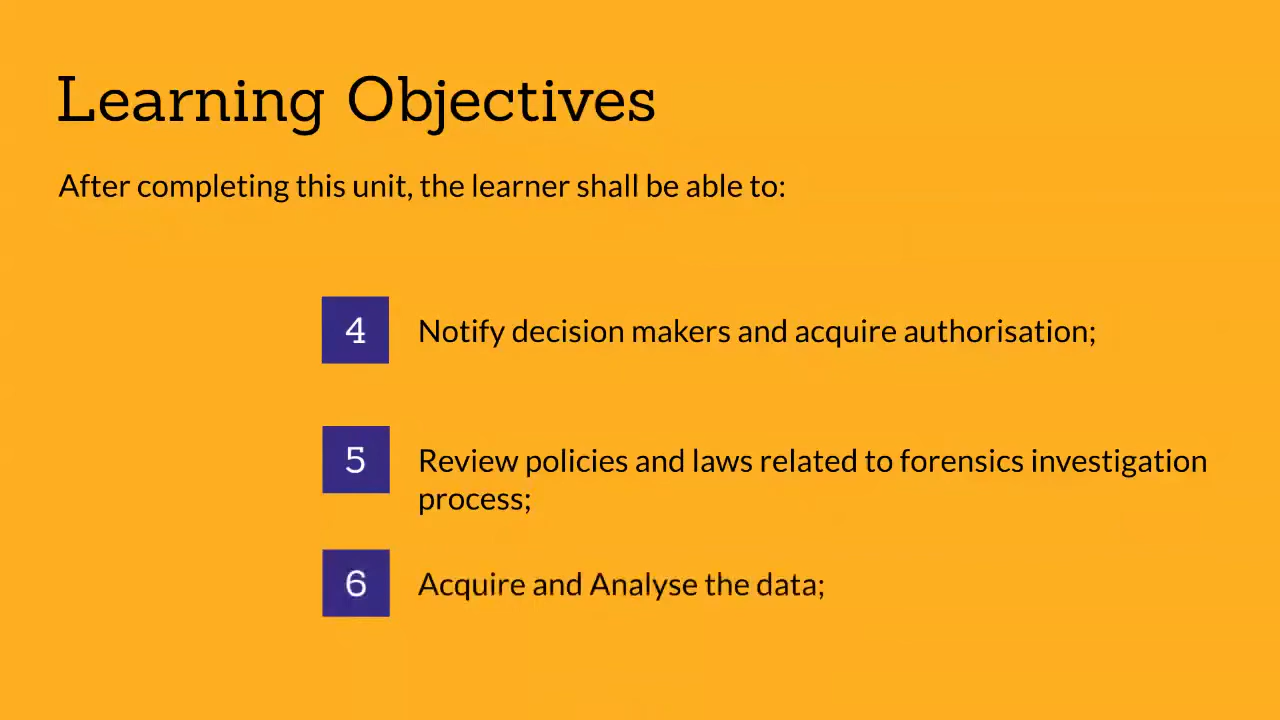 Learning Objectives
After completing this unit, the learner shall be able to:
4 Notify decision makers and acquire authorisation;
5 Review policies and laws related to forensics investigation
process;
6 Acquire and Analyse the data;